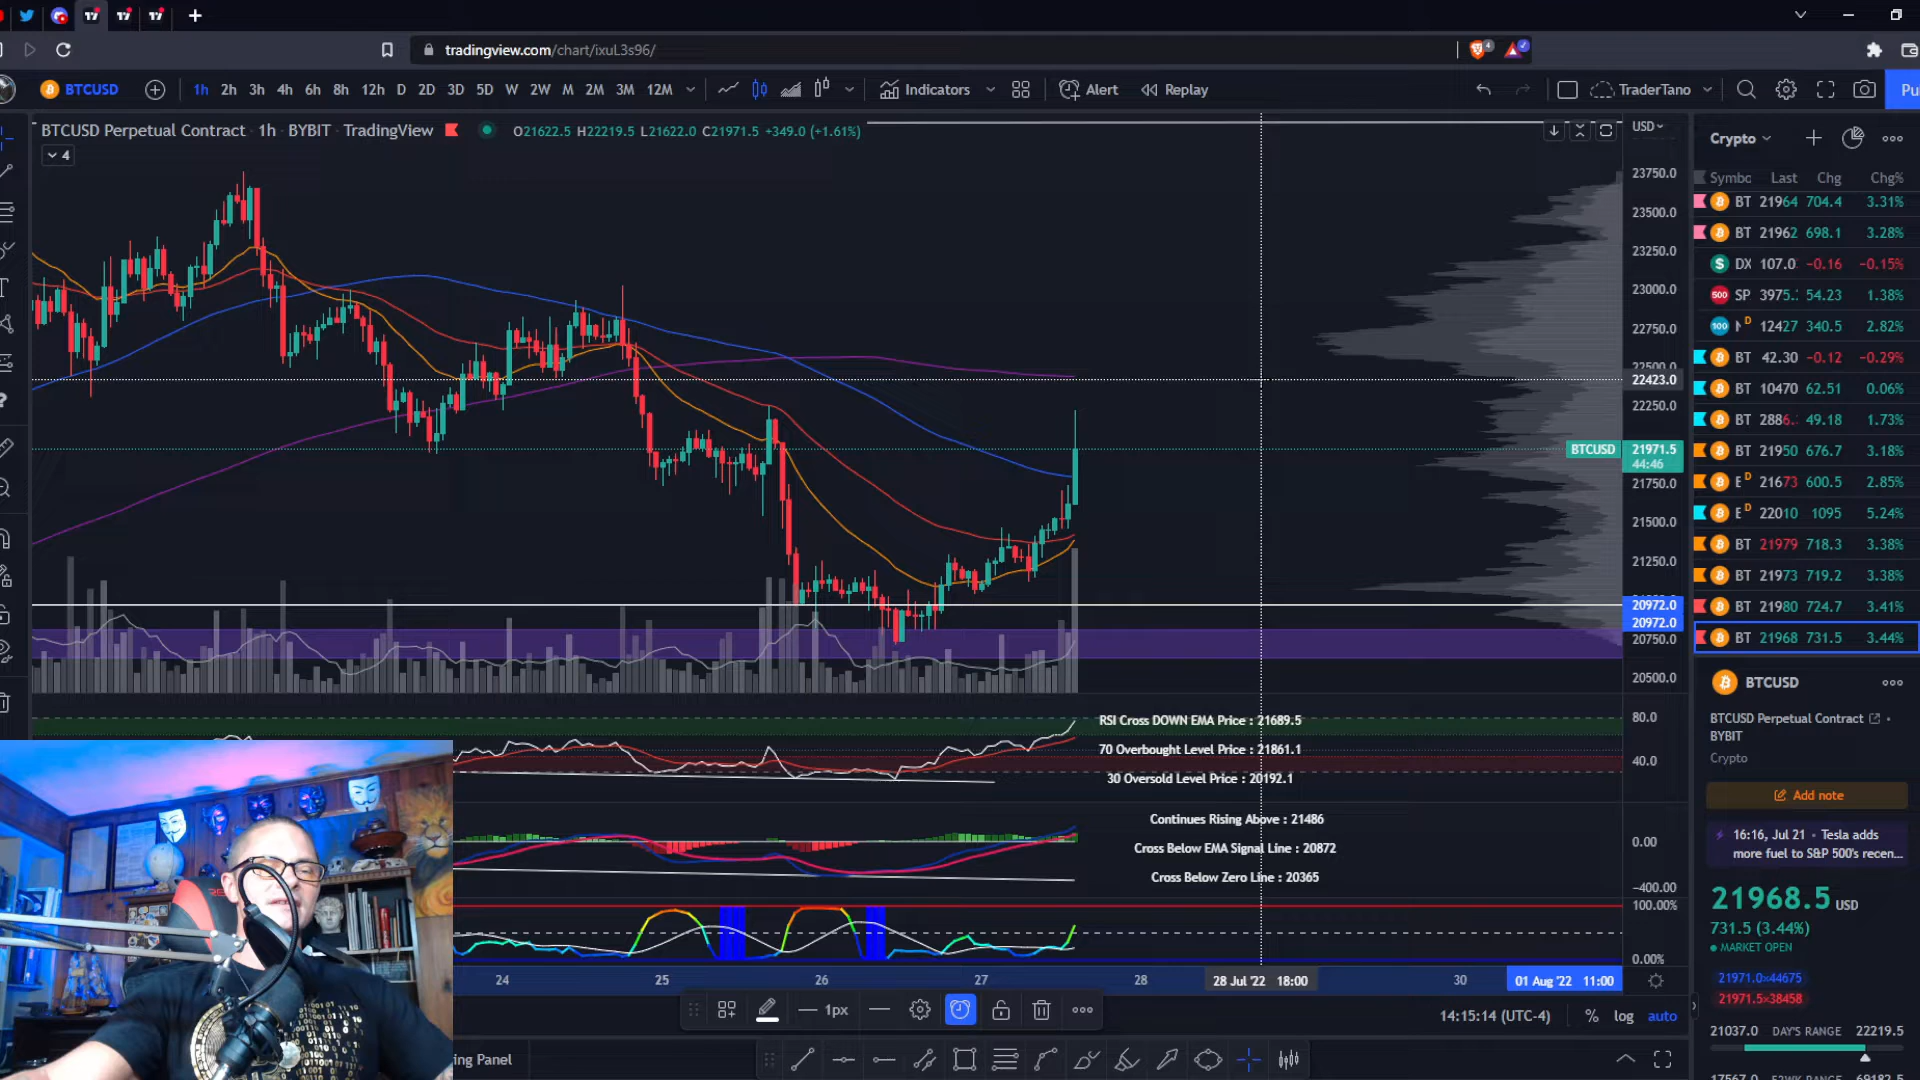 tradingview.com/chart/ixuL3s96/
BTCUSD 1h 2h 3h 4h 6h 8h 12h D 2D 3D 5D W 2W M 2M 3M 12M Indicators Alert Replay TraderTano
BTCUSD Perpetual Contract · 1h · BYBIT · TradingView O21622.5 H22219.5 L21622.0 C21971.5 +349.0 (+1.61%)
4
USD
23750.0
23500.0
23250.0
23000.0
22750.0
22500.0
22423.0
22250.0
BTCUSD 21971.5
44:46
21750.0
21500.0
21250.0
20972.0
20972.0
20750.0
20500.0
RSI Cross DOWN EMA Price : 21689.5
70 Overbought Level Price : 21861.1
30 Oversold Level Price : 20192.1
80.0
40.0
Continues Rising Above : 21486
Cross Below EMA Signal Line : 20872
Cross Below Zero Line : 20365
0.00
-400.00
100.00%
0.00%
24 25 26 27 28 28 Jul '22 18:00 30 01 Aug '22 11:00
1px
14:15:14 (UTC-4) % log auto
ing Panel
Crypto
Symbo Last Chg Chg%
BT 21964 704.4 3.31%
BT 21962 698.1 3.28%
DX 107.0 -0.16 -0.15%
500 SP 3975. 54.23 1.38%
100 D 12427 340.5 2.82%
BT 42.30 -0.12 -0.29%
BT 10470 62.51 0.06%
BT 2886. 49.18 1.73%
BT 21950 676.7 3.18%
E D 21673 600.5 2.85%
E D 22010 1095 5.24%
BT 21979 718.3 3.38%
BT 21973 719.2 3.38%
BT 21980 724.7 3.41%
BT 21968 731.5 3.44%
BTCUSD
BTCUSD Perpetual Contract
BYBIT
Crypto
Add note
16:16, Jul 21 · Tesla adds
more fuel to S&P 500's recen...
21968.5 USD
731.5 (3.44%)
MARKET OPEN
21971.0×44675
21971.5×38458
21037.0 DAY'S RANGE 22219.5